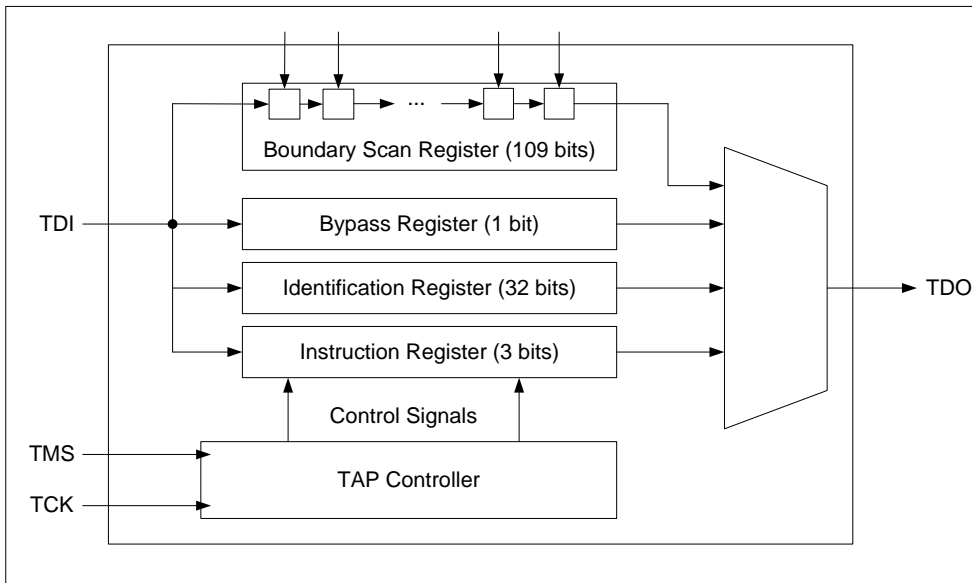 ...
Boundary Scan Register (109 bits)
TDI
Bypass Register (1 bit)
Identification Register (32 bits)
TDO
Instruction Register (3 bits)
Control Signals
TMS
TAP Controller
TCK